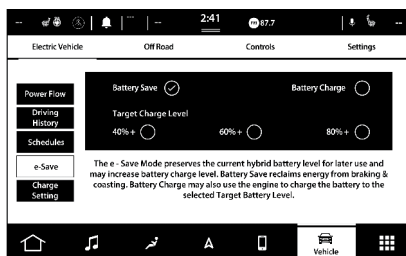 -- -- -- 2:41 FM 87.7 --
Electric Vehicle Off Road Controls Settings
Power Flow
Driving
History
Schedules
e-Save
Charge
Setting
Battery Save Battery Charge
Target Charge Level
40%+ 60%+ 80%+
The e - Save Mode preserves the current hybrid battery level for later use and
may increase battery charge level. Battery Save reclaims energy from braking &
coasting. Battery Charge may also use the engine to charge the battery to the
selected Target Battery Level.
Vehicle